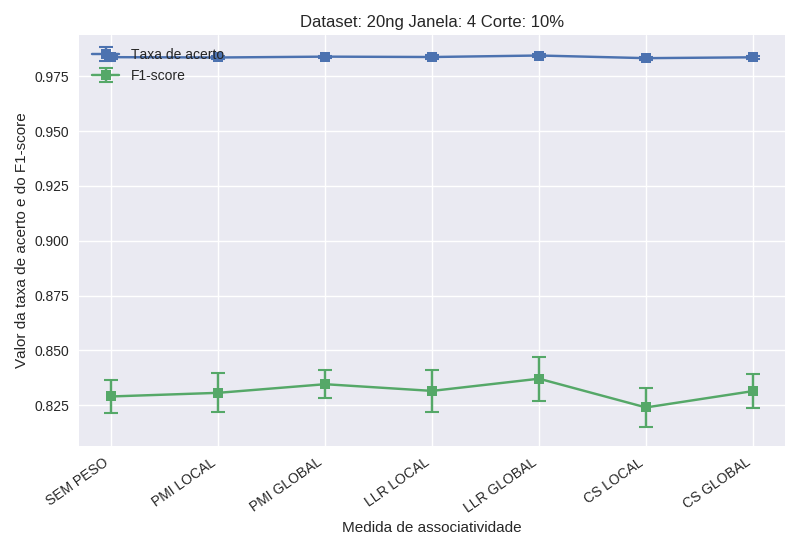 Dataset: 20ng Janela: 4 Corte: 10%
Taxa de acerto
F1-score
Valor da taxa de acerto e do F1-score
0.975
0.950
0.925
0.900
0.875
0.850
0.825
SEM PESO
PMI LOCAL
PMI GLOBAL
LLR LOCAL
LLR GLOBAL
CS LOCAL
CS GLOBAL
Medida de associatividade